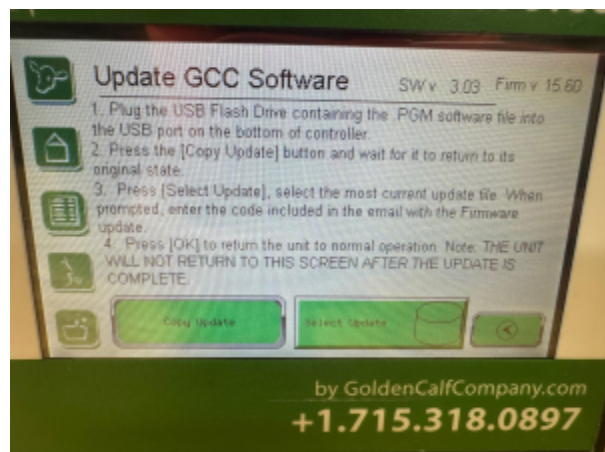 Update GCC Software SW v 3.03 Firm v 15.60
1. Plug the USB Flash Drive containing the .PGM software file into
the USB port on the bottom of controller.
2. Press the [Copy Update] button and wait for it to return to its
original state.
3. Press [Select Update], select the most current update file. When
prompted, enter the code included in the email with the Firmware
update.
4. Press [OK] to return the unit to normal operation. Note: THE UNIT
WILL NOT RETURN TO THIS SCREEN AFTER THE UPDATE IS
COMPLETE.
Copy Update Select Update
by GoldenCalfCompany.com
+1.715.318.0897